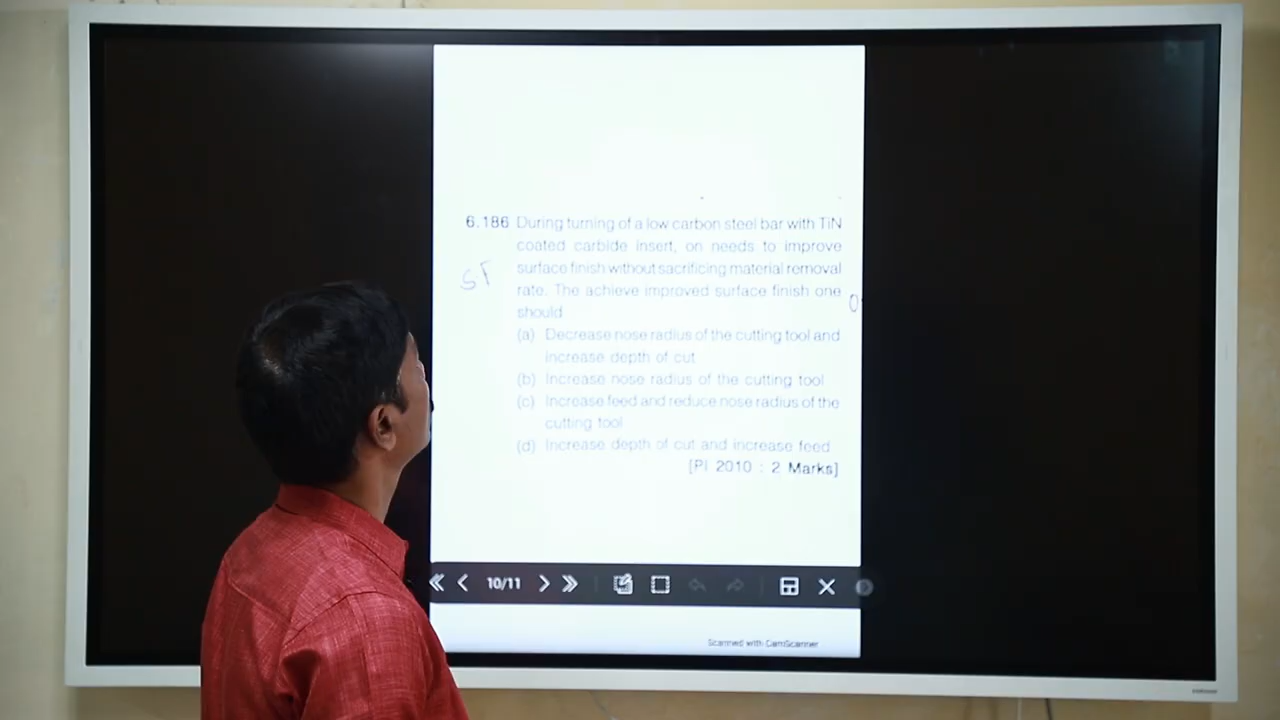 6.186 During turning of a low carbon steel bar with TiN
coated carbide insert, on needs to improve
surface finish without sacrificing material removal
rate. The achieve improved surface finish one
should
SF
(a) Decrease nose radius of the cutting tool and
increase depth of cut
(b) Increase nose radius of the cutting tool
(c) Increase feed and reduce nose radius of the
cutting tool
(d) Increase depth of cut and increase feed
[PI 2010 : 2 Marks]
10/11
Scanned with CamScanner